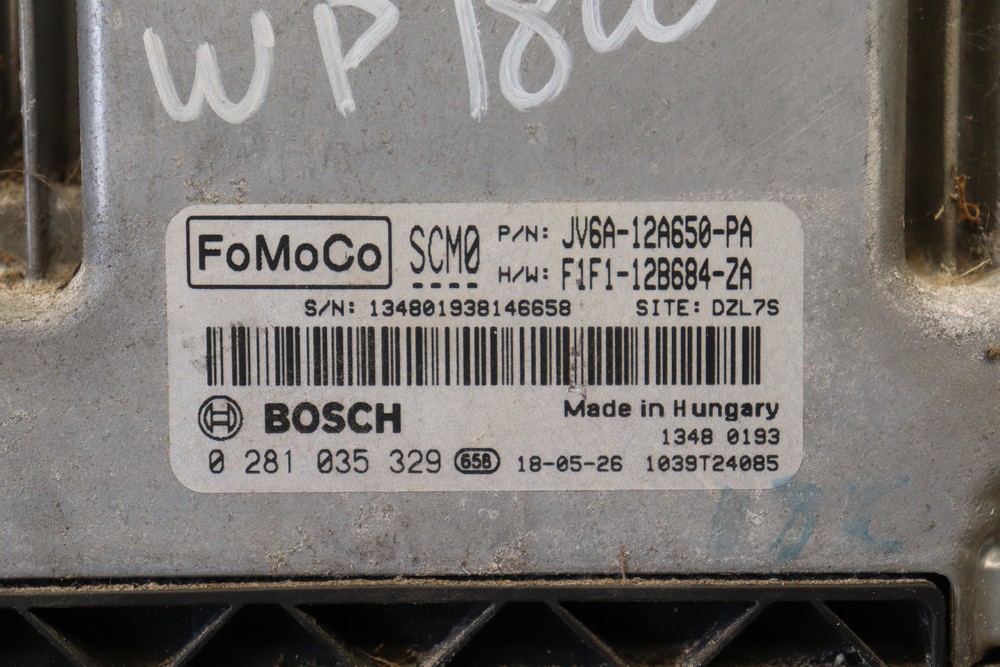 WP18W
FoMoCo SCM0 P/N: JV6A-12A650-PA
H/W: F1F1-12B684-ZA
S/N: 134801938146658 SITE: DZL7S
BOSCH Made in Hungary
1348 0193
0 281 035 329 658 18-05-26 1039T24085